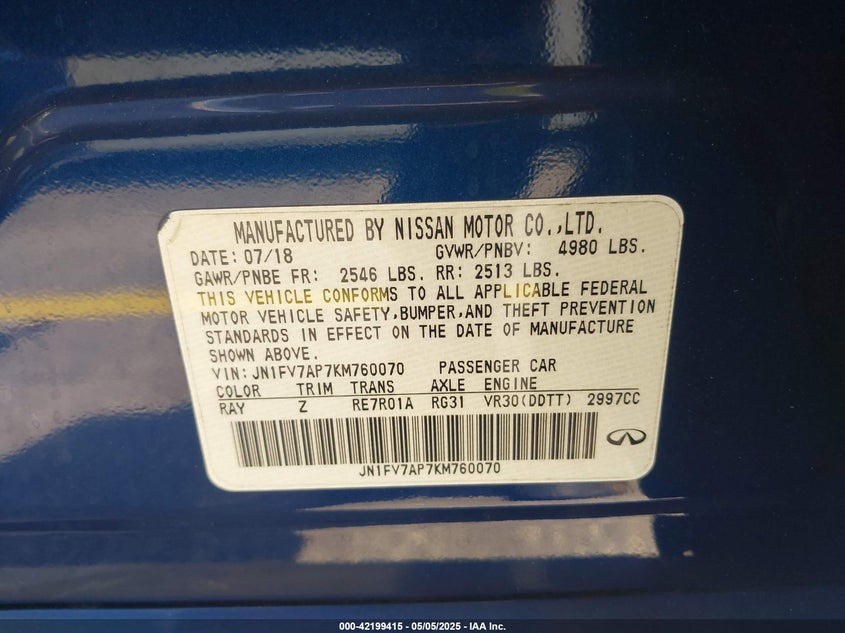 MANUFACTURED BY NISSAN MOTOR CO.,LTD.
DATE: 07/18 GVWR/PNBV: 4980 LBS.
GAWR/PNBE FR: 2546 LBS. RR: 2513 LBS.
THIS VEHICLE CONFORMS TO ALL APPLICABLE FEDERAL
MOTOR VEHICLE SAFETY,BUMPER,AND THEFT PREVENTION
STANDARDS IN EFFECT ON THE DATE OF MANUFACTURE
SHOWN ABOVE.
VIN: JN1FV7AP7KM760070 PASSENGER CAR
COLOR TRIM TRANS AXLE ENGINE
RAY Z RE7R01A RG31 VR30(DDTT) 2997CC
JN1FV7AP7KM760070
000-42199415 - 05/05/2025 - IAA Inc.